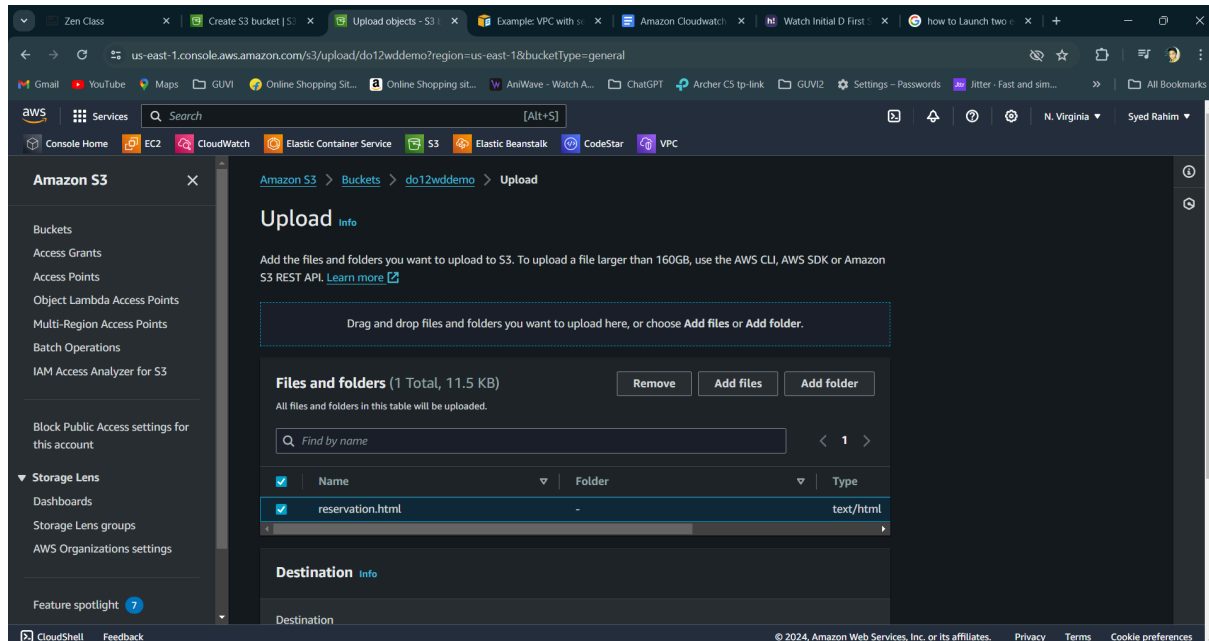 Zen Class
Create S3 bucket | S3
Upload objects - S3 b
Example: VPC with se
Amazon Cloudwatch
Watch Initial D First S
how to Launch two e
us-east-1.console.aws.amazon.com/s3/upload/do12wddemo?region=us-east-1&bucketType=general
Gmail YouTube Maps GUVI Online Shopping Sit... Online Shopping sit... AniWave - Watch A... ChatGPT Archer C5 tp-link GUVI2 Settings – Passwords Jitter - Fast and sim... » All Bookmarks
aws Services Search [Alt+S] N. Virginia Syed Rahim
Console Home EC2 CloudWatch Elastic Container Service S3 Elastic Beanstalk CodeStar VPC
Amazon S3
Buckets
Access Grants
Access Points
Object Lambda Access Points
Multi-Region Access Points
Batch Operations
IAM Access Analyzer for S3
Block Public Access settings for
this account
Storage Lens
Dashboards
Storage Lens groups
AWS Organizations settings
Feature spotlight 7
Amazon S3 > Buckets > do12wddemo > Upload
Upload Info
Add the files and folders you want to upload to S3. To upload a file larger than 160GB, use the AWS CLI, AWS SDK or Amazon
S3 REST API. Learn more
Drag and drop files and folders you want to upload here, or choose Add files or Add folder.
Files and folders (1 Total, 11.5 KB) Remove Add files Add folder
All files and folders in this table will be uploaded.
Find by name < 1 >
Name Folder Type
reservation.html - text/html
Destination Info
Destination
CloudShell Feedback © 2024, Amazon Web Services, Inc. or its affiliates. Privacy Terms Cookie preferences